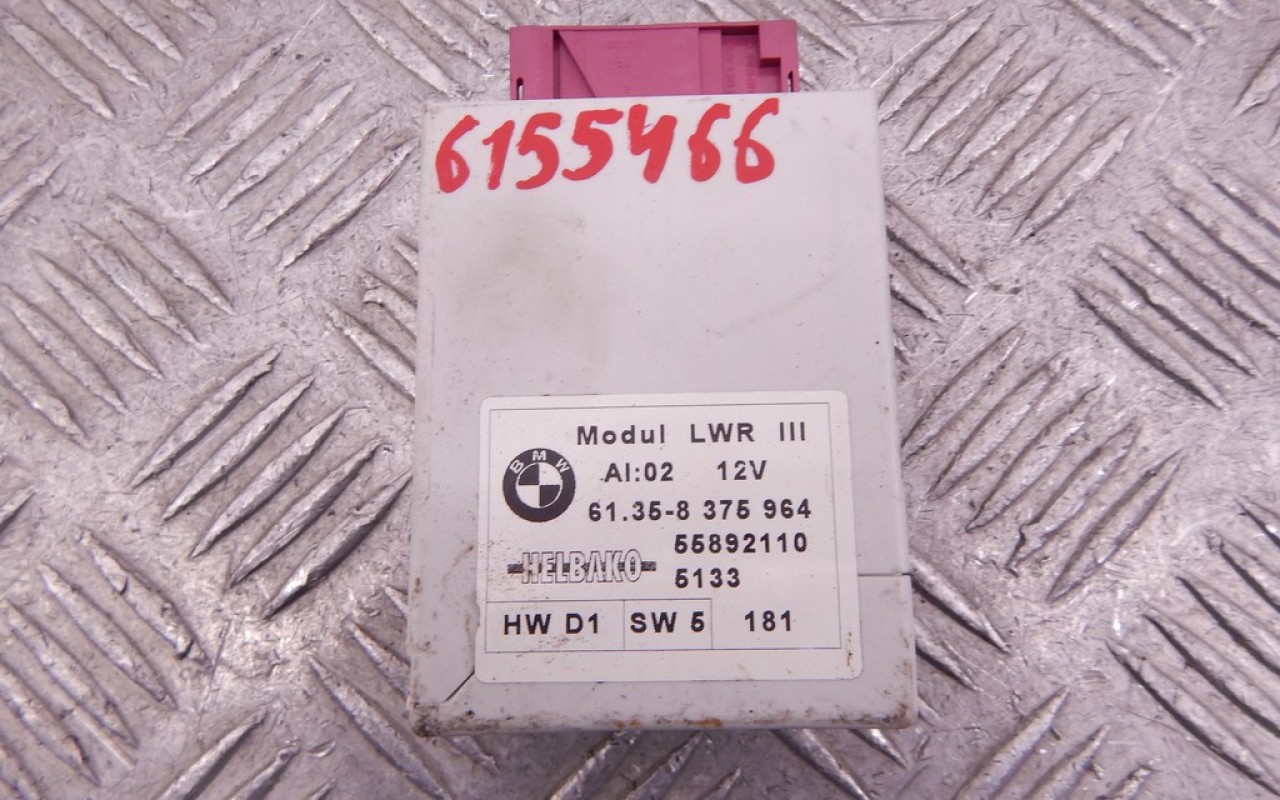 6155466
Modul LWR III
BMW
AI:02 12V
61.35-8 375 964
55892110
HELBAKO
5133
HW D1 SW 5 181